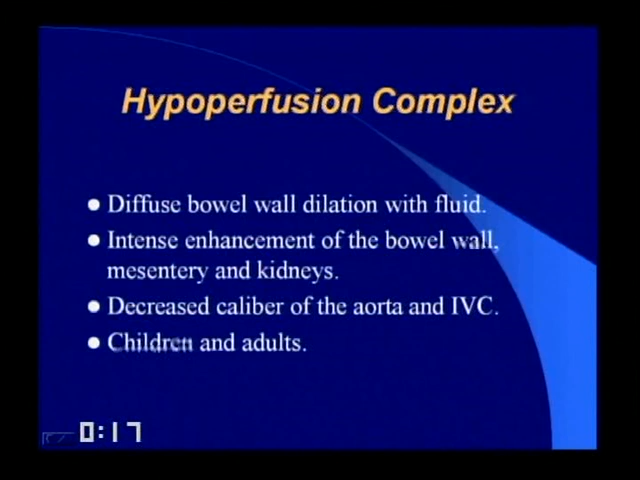 Hypoperfusion Complex
Diffuse bowel wall dilation with fluid.
Intense enhancement of the bowel wall,
mesentery and kidneys.
Decreased caliber of the aorta and IVC.
Children and adults.
0:17